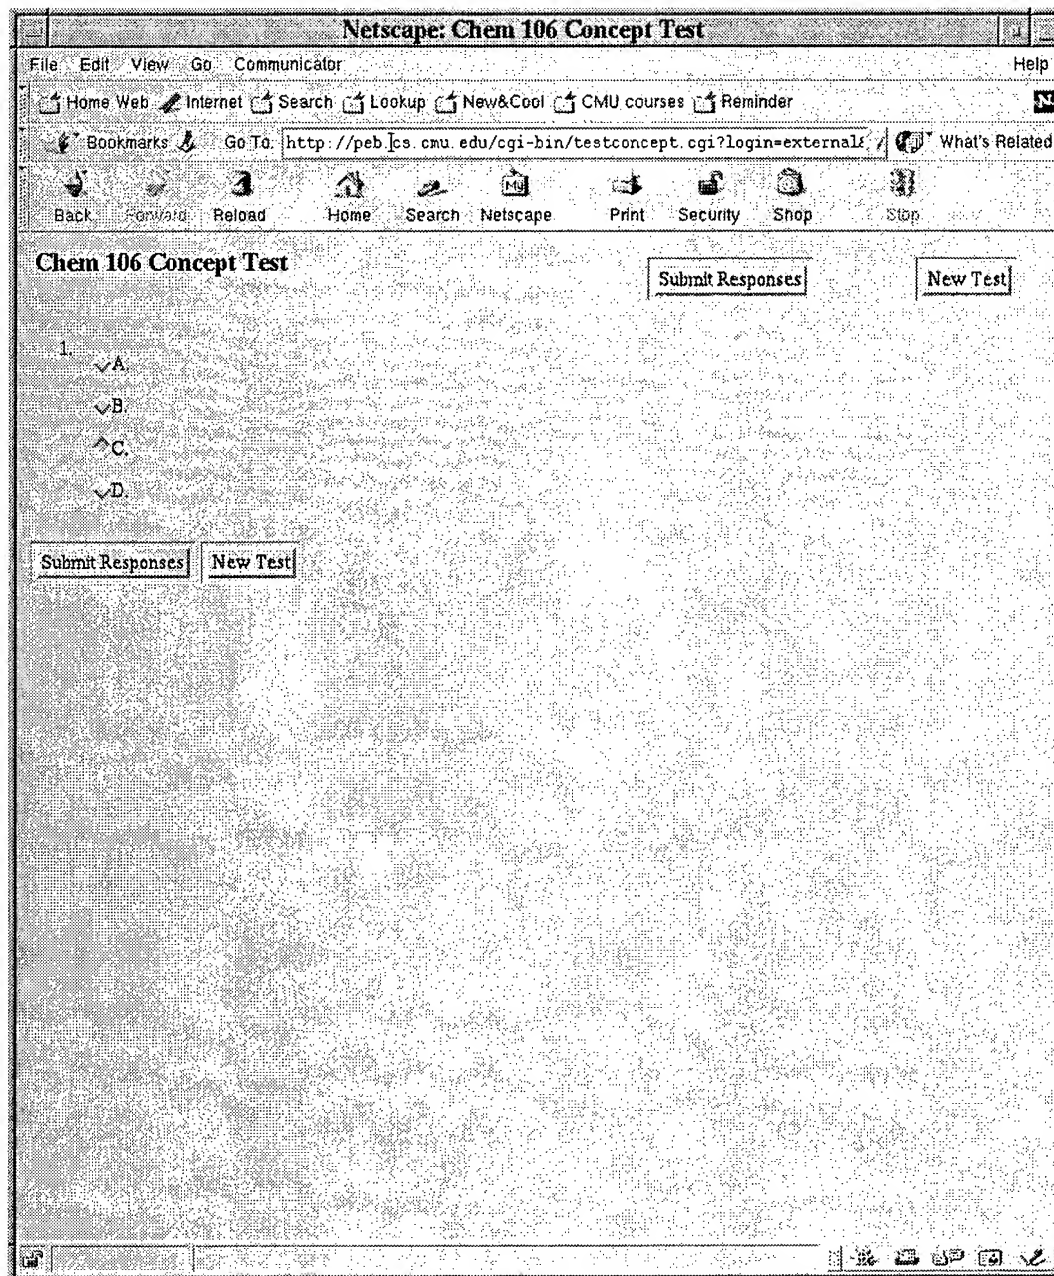 Netscape: Chem 106 Concept Test
File Edit View Go Communicator Help
Home Web Internet Search Lookup New&Cool CMU courses Reminder
N
Bookmarks Go To: http://peb.cs.cmu.edu/cgi-bin/testconcept.cgi?login=external& What's Related
My
Back Forward Reload Home Search Netscape Print Security Shop Stop
Chem 106 Concept Test
Submit Responses New Test
1.
A.
B.
C.
D.
Submit Responses New Test